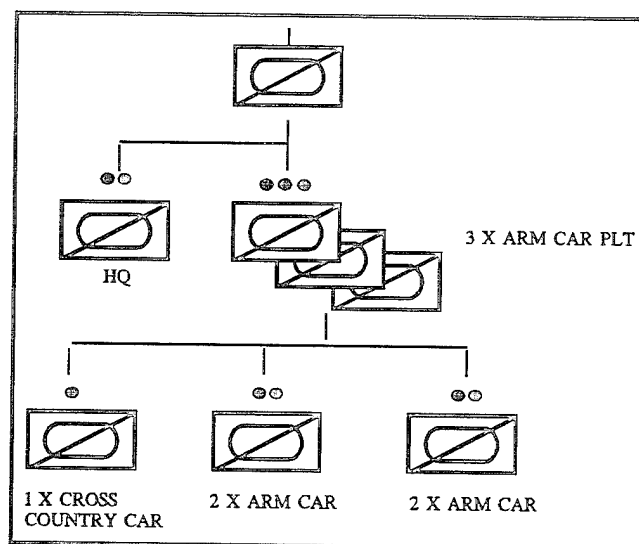 3 X ARM CAR PLT
HQ
1 X CROSS
COUNTRY CAR
2 X ARM CAR
2 X ARM CAR